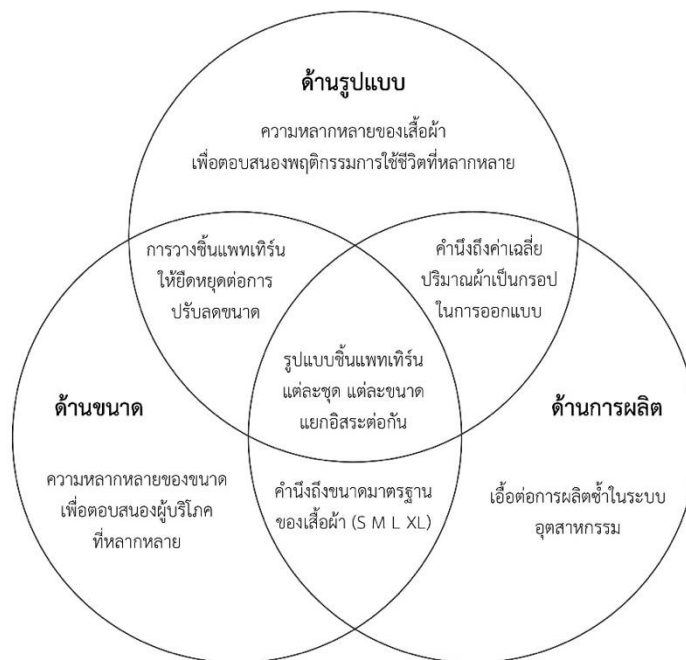 ด้านรูปแบบ
ความหลากหลายของเสื้อผ้า
เพื่อตอบสนองพฤติกรรมการใช้ชีวิตที่หลากหลาย
การวางชิ้นแพทเทิร์น
ให้ยืดหยุดต่อการ
ปรับลดขนาด
คำนึงถึงค่าเฉลี่ย
ปริมาณผ้าเป็นกรอบ
ในการออกแบบ
รูปแบบชิ้นแพทเทิร์น
แต่ละชุด แต่ละขนาด
แยกอิสระต่อกัน
ด้านขนาด
ความหลากหลายของขนาด
เพื่อตอบสนองผู้บริโภค
ที่หลากหลาย
คำนึงถึงขนาดมาตรฐาน
ของเสื้อผ้า (S M L XL)
ด้านการผลิต
เอื้อต่อการผลิตซ้ำในระบบ
อุตสาหกรรม